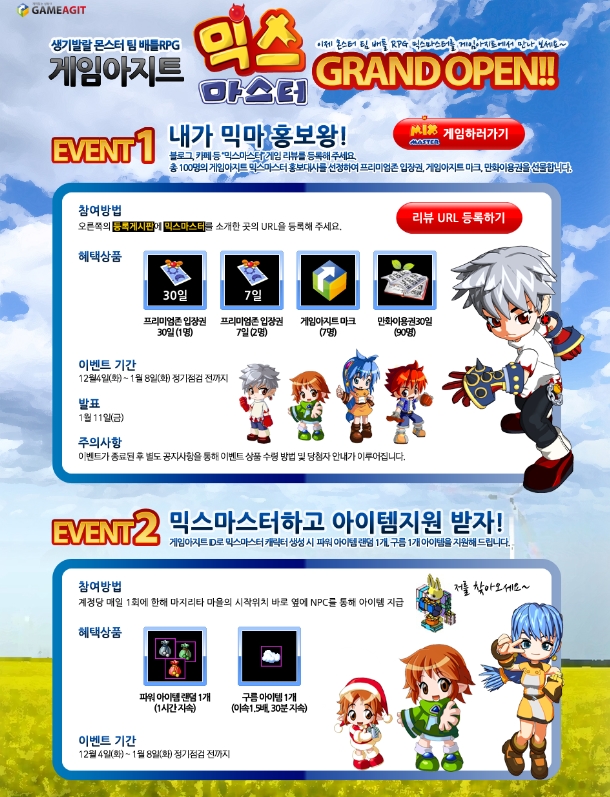 GAMEAGIT
생기발랄 몬스터 팀 배틀RPG
게임아지트
믹스
마스터
이제 몬스터 팀 배틀 RPG 믹스마스터를 게임아지트에서 만나 보세요~
GRAND OPEN!!
EVENT1
내가 믹마 홍보왕!
블로그, 카페 등 "믹스마스터" 게임 리뷰를 등록해 주세요.
총 100명의 게임아지트 믹스마스터 홍보대사를 선정하여 프리미엄존 입장권, 게임아지트 마크, 만화이용권을 선물합니다.
MIX MASTER 게임하러가기
참여방법
오른쪽의 등록게시판에 믹스마스터를 소개한 곳의 URL을 등록해 주세요.
리뷰 URL 등록하기
혜택상품
30일
7일
프리미엄존 입장권
30일 (1명)
프리미엄존 입장권
7일 (2명)
게임아지트 마크
(7명)
만화이용권30일
(90명)
이벤트 기간
12월4일(화) ~ 1월 8일(화) 정기점검 전까지
발표
1월 11일(금)
주의사항
이벤트가 종료된 후 별도 공지사항을 통해 이벤트 상품 수령 방법 및 당첨자 안내가 이루어집니다.
EVENT2
믹스마스터하고 아이템지원 받자!
게임아지트 ID로 믹스마스터 캐릭터 생성 시 파워 아이템 랜덤 1개, 구름 1개 아이템을 지원해 드립니다.
참여방법
계정당 매일 1회에 한해 마지리타 마을의 시작위치 바로 옆에 NPC를 통해 아이템 지급
저를 찾아오세요~
혜택상품
파워 아이템 랜덤 1개
(1시간 지속)
구름 아이템 1개
(이속1.5배, 30분 지속)
이벤트 기간
12월 4일(화) ~ 1월 8일(화) 정기점검 전까지